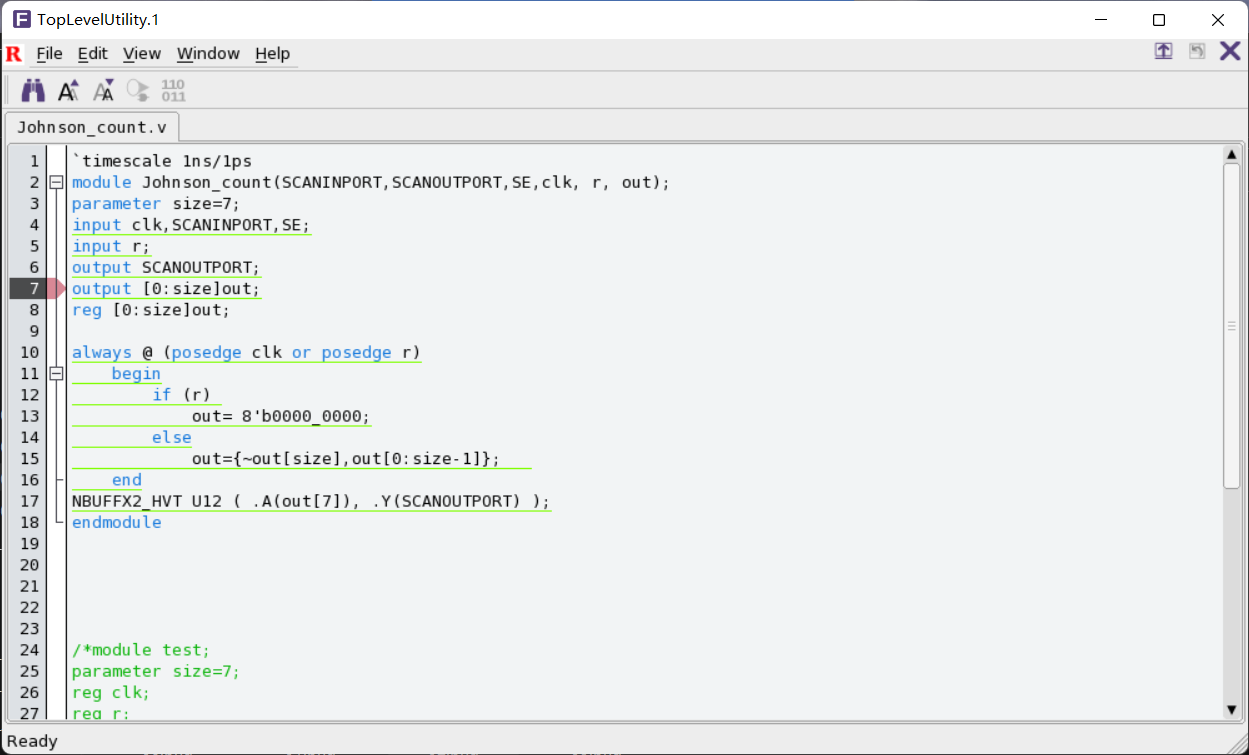 TopLevelUtility.1
File Edit View Window Help
110
011
Johnson_count.v
1 `timescale 1ns/1ps
2 module Johnson_count(SCANINPORT,SCANOUTPORT,SE,clk, r, out);
3 parameter size=7;
4 input clk,SCANINPORT,SE;
5 input r;
6 output SCANOUTPORT;
7 output [0:size]out;
8 reg [0:size]out;
9
10 always @ (posedge clk or posedge r)
11 begin
12 if (r)
13 out= 8'b0000_0000;
14 else
15 out={~out[size],out[0:size-1]};
16 end
17 NBUFFX2_HVT U12 ( .A(out[7]), .Y(SCANOUTPORT) );
18 endmodule
19
20
21
22
23
24 /*module test;
25 parameter size=7;
26 reg clk;
27 reg r;
Ready